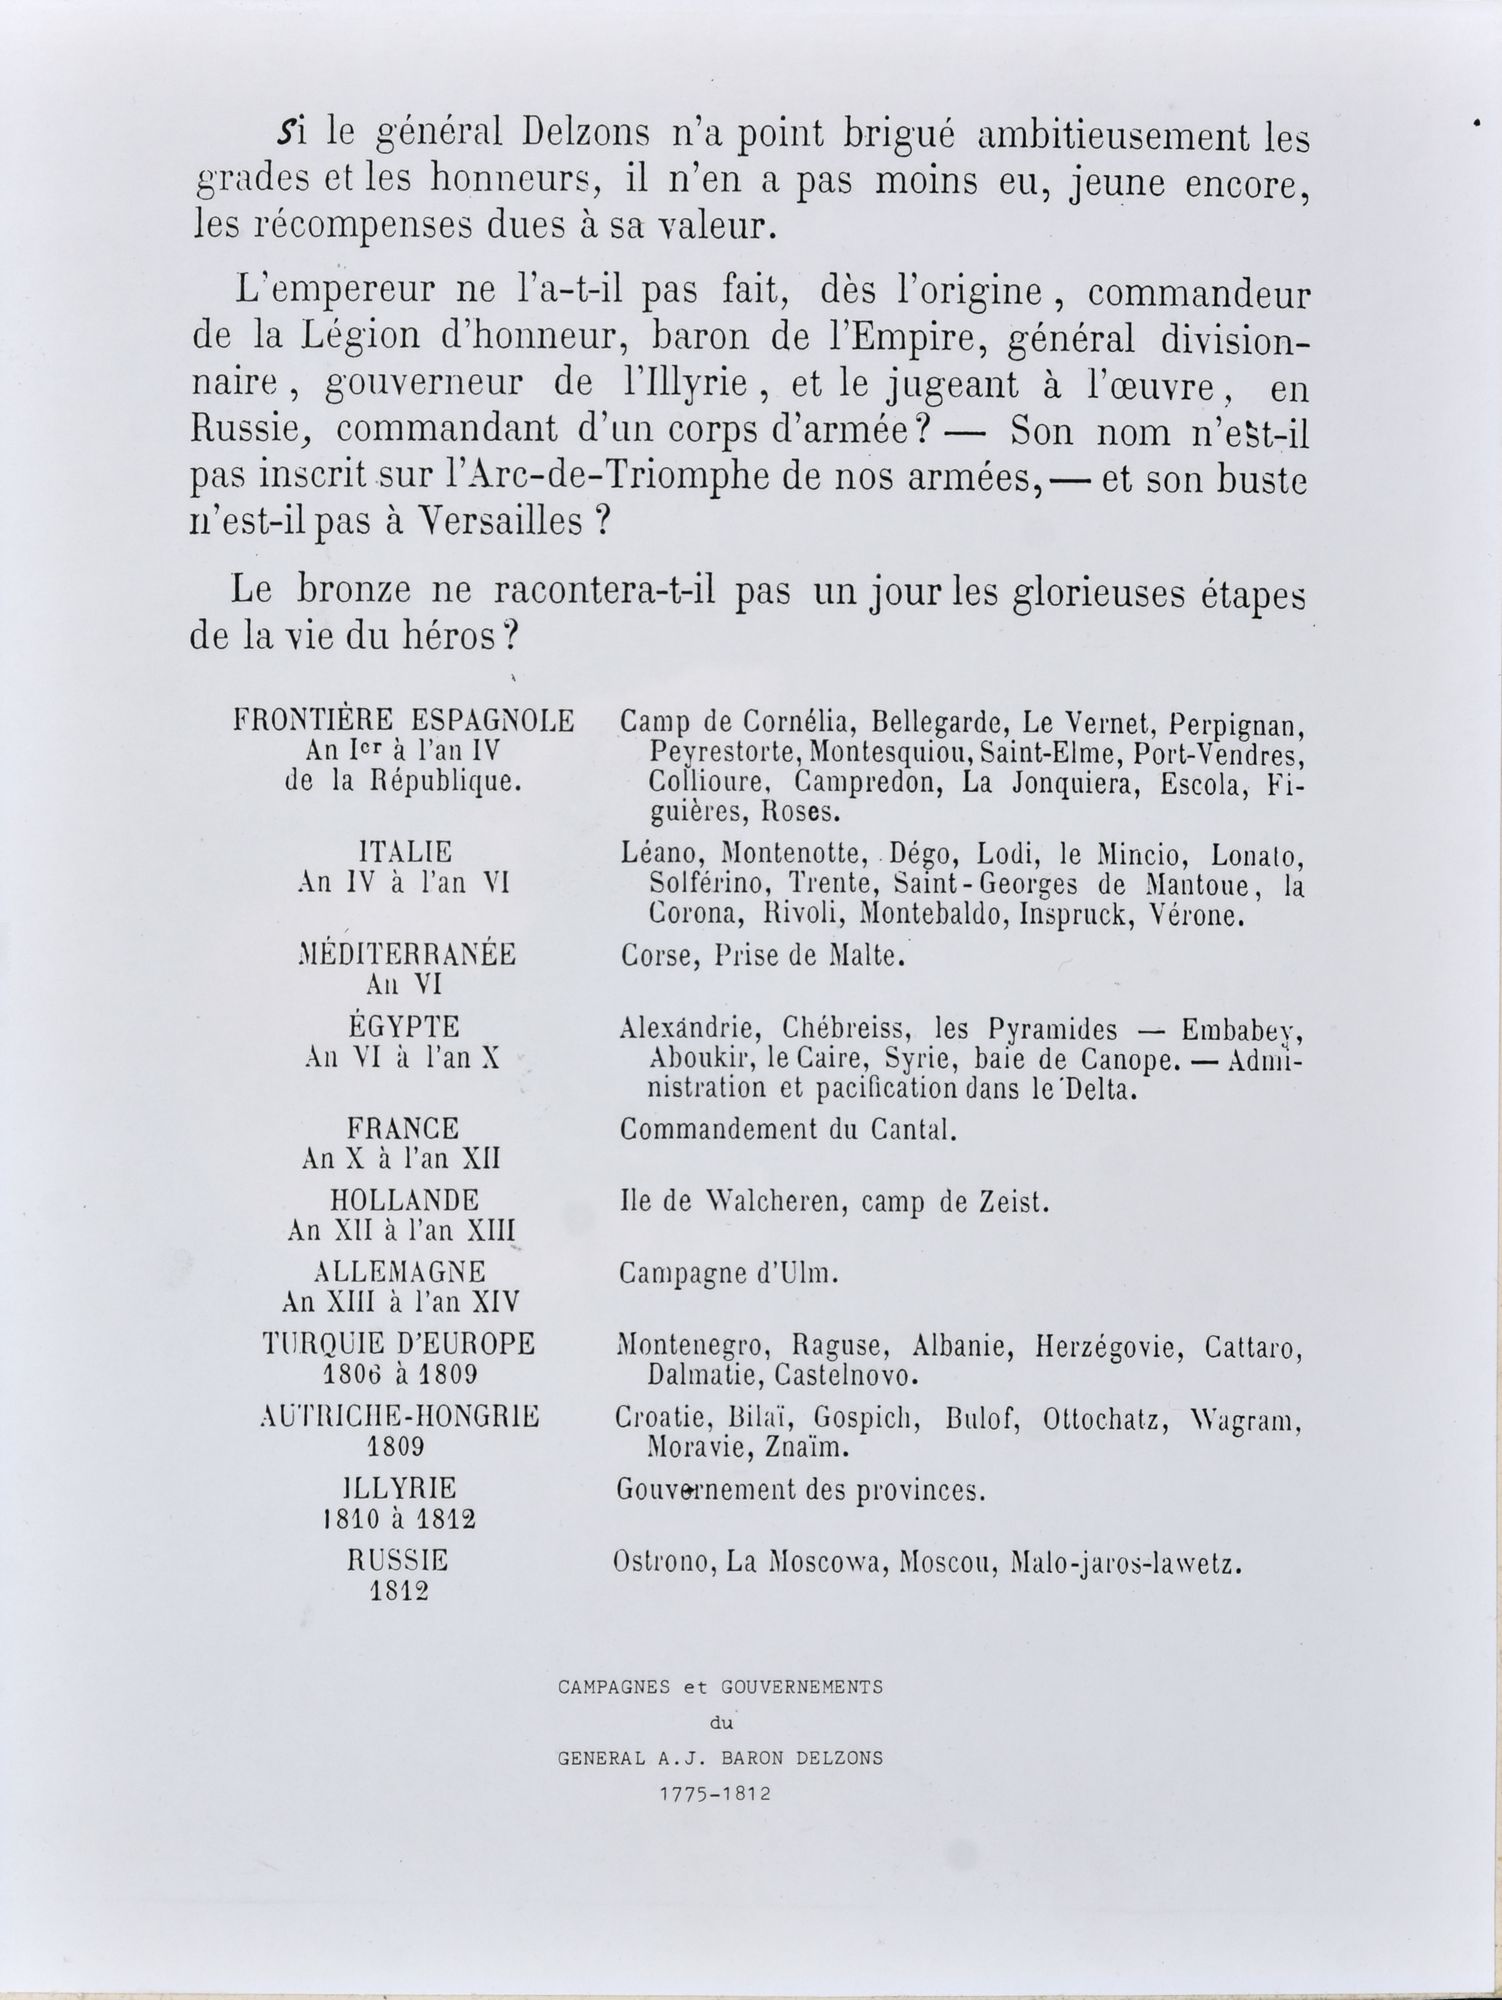 Si le général Delzons n'a point brigué ambitieusement les
grades et les honneurs, il n'en a pas moins eu, jeune encore,
les récompenses dues à sa valeur.
L'empereur ne l'a-t-il pas fait, dès l'origine, commandeur
de la Légion d'honneur, baron de l'Empire, général division-
naire, gouverneur de l'Illyrie, et le jugeant à l'œuvre, en
Russie, commandant d'un corps d'armée? — Son nom n'est-il
pas inscrit sur l'Arc-de-Triomphe de nos armées, — et son buste
n'est-il pas à Versailles?
Le bronze ne racontera-t-il pas un jour les glorieuses étapes
de la vie du héros?
FRONTIÈRE ESPAGNOLE
An Ier à l'an IV
de la République.
Camp de Cornélia, Bellegarde, Le Vernet, Perpignan,
Peyrestorte, Montesquiou, Saint-Elme, Port-Vendres,
Collioure, Campredon, La Jonquiera, Escola, Fi-
guières, Roses.
ITALIE
An IV à l'an VI
Léano, Montenotte, Dégo, Lodi, le Mincio, Lonato,
Solférino, Trente, Saint-Georges de Mantoue, la
Corona, Rivoli, Montebaldo, Inspruck, Vérone.
MÉDITERRANÉE
An VI
Corse, Prise de Malte.
ÉGYPTE
An VI à l'an X
Alexandrie, Chébreiss, les Pyramides — Embabey,
Aboukir, le Caire, Syrie, baie de Canope. — Admi-
nistration et pacification dans le Delta.
FRANCE
An X à l'an XII
Commandement du Cantal.
HOLLANDE
An XII à l'an XIII
Ile de Walcheren, camp de Zeist.
ALLEMAGNE
An XIII à l'an XIV
Campagne d'Ulm.
TURQUIE D'EUROPE
1806 à 1809
Montenegro, Raguse, Albanie, Herzégovie, Cattaro,
Dalmatie, Castelnovo.
AUTRICHE-HONGRIE
1809
Croatie, Bilaï, Gospich, Bulof, Ottochatz, Wagram,
Moravie, Znaïm.
ILLYRIE
1810 à 1812
Gouvernement des provinces.
RUSSIE
1812
Ostrono, La Moscowa, Moscou, Malo-jaros-lawetz.
CAMPAGNES et GOUVERNEMENTS
du
GENERAL A.J. BARON DELZONS
1775-1812